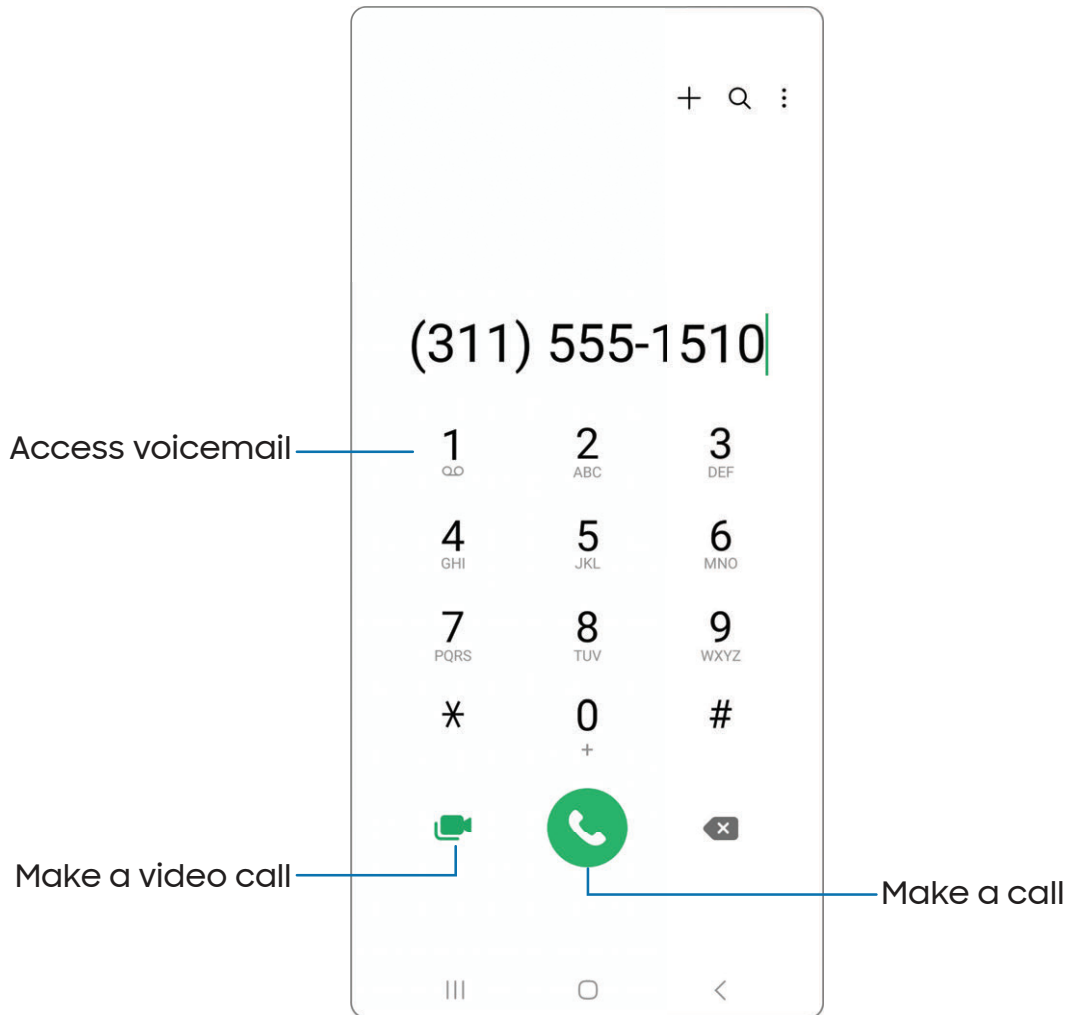 (311) 555-1510
Access voicemail
1 2 3
ABC DEF
4 5 6
GHI JKL MNO
7 8 9
PQRS TUV WXYZ
* 0 #
+
Make a video call
Make a call